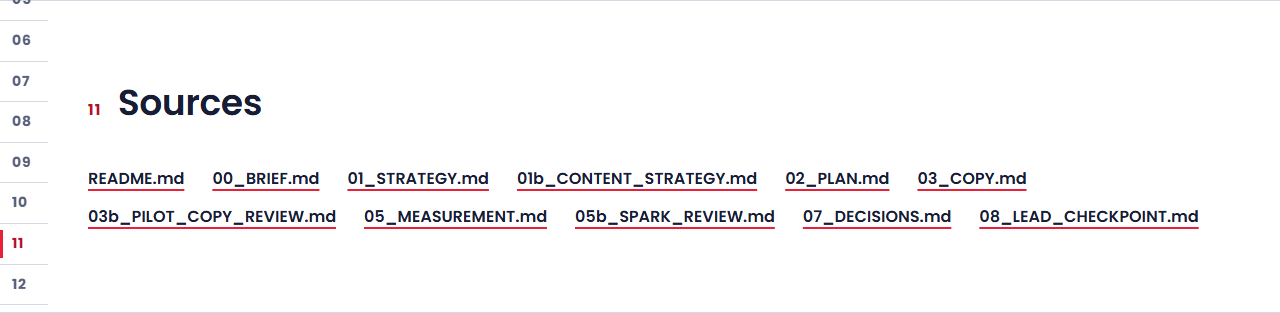 06
07
08
09
10
11
12
11 Sources
README.md 00_BRIEF.md 01_STRATEGY.md 01b_CONTENT_STRATEGY.md 02_PLAN.md 03_COPY.md
03b_PILOT_COPY_REVIEW.md 05_MEASUREMENT.md 05b_SPARK_REVIEW.md 07_DECISIONS.md 08_LEAD_CHECKPOINT.md